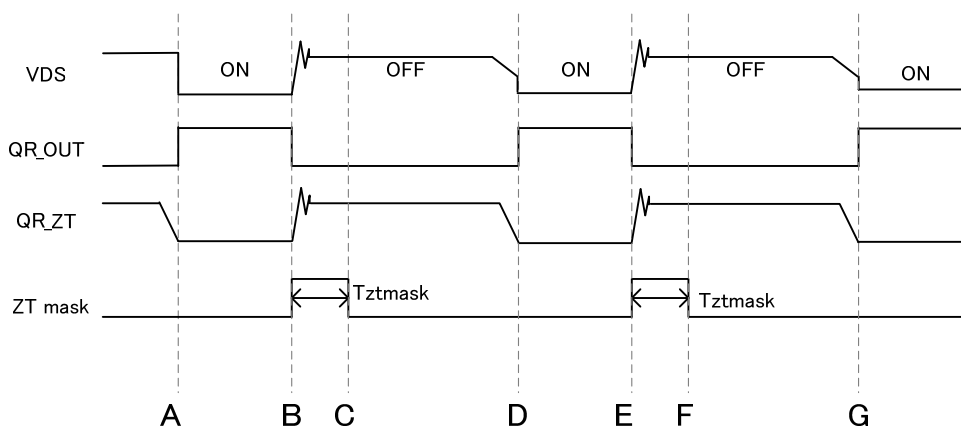 VDS
ON
OFF
ON
OFF
ON
QR_OUT
QR_ZT
ZT mask
Tztmask
Tztmask
A B C D E F G